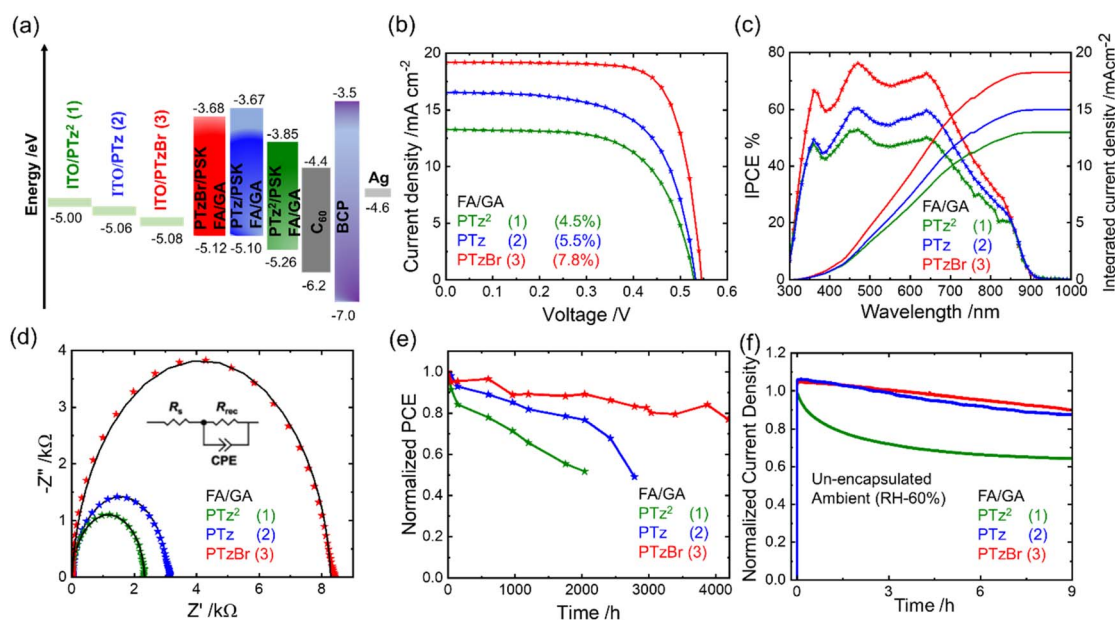 (a)
Energy /eV
ITO/PTz² (1)
-5.00
ITO/PTz (2)
-5.06
ITO/PTzBr (3)
-5.08
-3.68
PTzBr/PSK
FA/GA
-5.12
-3.67
PTz/PSK
FA/GA
-5.10
-3.85
PTz²/PSK
FA/GA
-5.26
-4.4
C₆₀
-6.2
-3.5
BCP
-7.0
Ag
-4.6
(b)
Current density /mA cm⁻²
20
15
10
5
0
FA/GA
PTz² (1) (4.5%)
PTz (2) (5.5%)
PTzBr (3) (7.8%)
0.0 0.1 0.2 0.3 0.4 0.5 0.6
Voltage /V
(c)
IPCE %
80
60
40
20
0
FA/GA
PTz² (1)
PTz (2)
PTzBr (3)
20
15
10
5
0
Integrated current density /mAcm⁻²
300 400 500 600 700 800 900 1000
Wavelength /nm
(d)
-Z'' /kΩ
4
3
2
1
0
Rs Rrec
CPE
FA/GA
PTz² (1)
PTz (2)
PTzBr (3)
0 2 4 6 8
Z' /kΩ
(e)
Normalized PCE
1.0
0.8
0.6
0.4
0.2
0.0
FA/GA
PTz² (1)
PTz (2)
PTzBr (3)
0 1000 2000 3000 4000
Time /h
(f)
Normalized Current Density
1.2
1.0
0.8
0.6
0.4
0.2
0.0
Un-encapsulated
Ambient (RH-60%)
FA/GA
PTz² (1)
PTz (2)
PTzBr (3)
0 3 6 9
Time /h